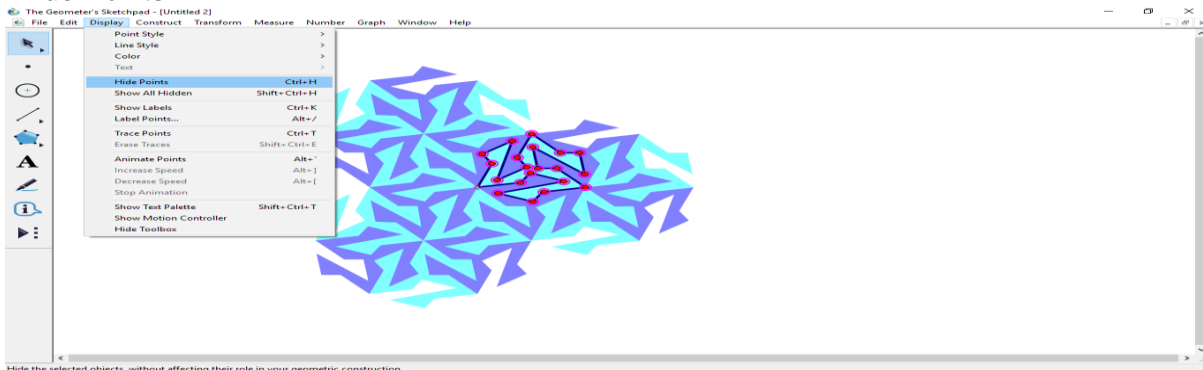 The Geometer's Sketchpad - [Untitled 2]
File Edit Display Construct Transform Measure Number Graph Window Help
Point Style
Line Style
Color
Text
Hide Points Ctrl+H
Show All Hidden Shift+Ctrl+H
Show Labels Ctrl+K
Label Points... Alt+/
Trace Points Ctrl+T
Erase Traces Shift+Ctrl+E
Animate Points Alt+`
Increase Speed Alt+]
Decrease Speed Alt+[
Stop Animation
Show Text Palette Shift+Ctrl+T
Show Motion Controller
Hide Toolbox
A
Hide the selected objects, without affecting their role in your geometric construction